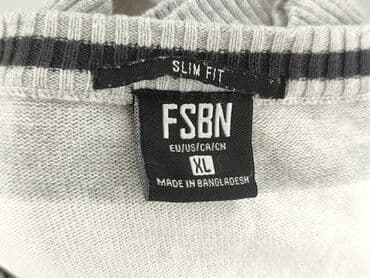 SLIM FIT
FSBN
EU/US/CA/CN
XL
MADE IN BANGLADESH